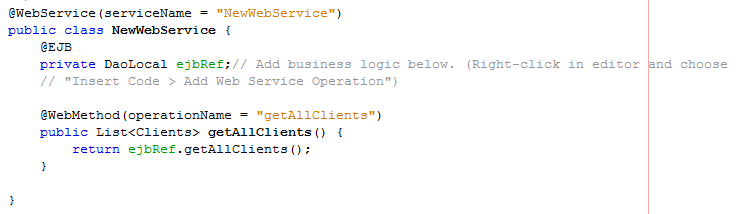 @WebService(serviceName = "NewWebService")
public class NewWebService {
    @EJB
    private DaoLocal ejbRef;// Add business logic below. (Right-click in editor and choose
    // "Insert Code > Add Web Service Operation")

    @WebMethod(operationName = "getAllClients")
    public List<Clients> getAllClients() {
        return ejbRef.getAllClients();
    }

}